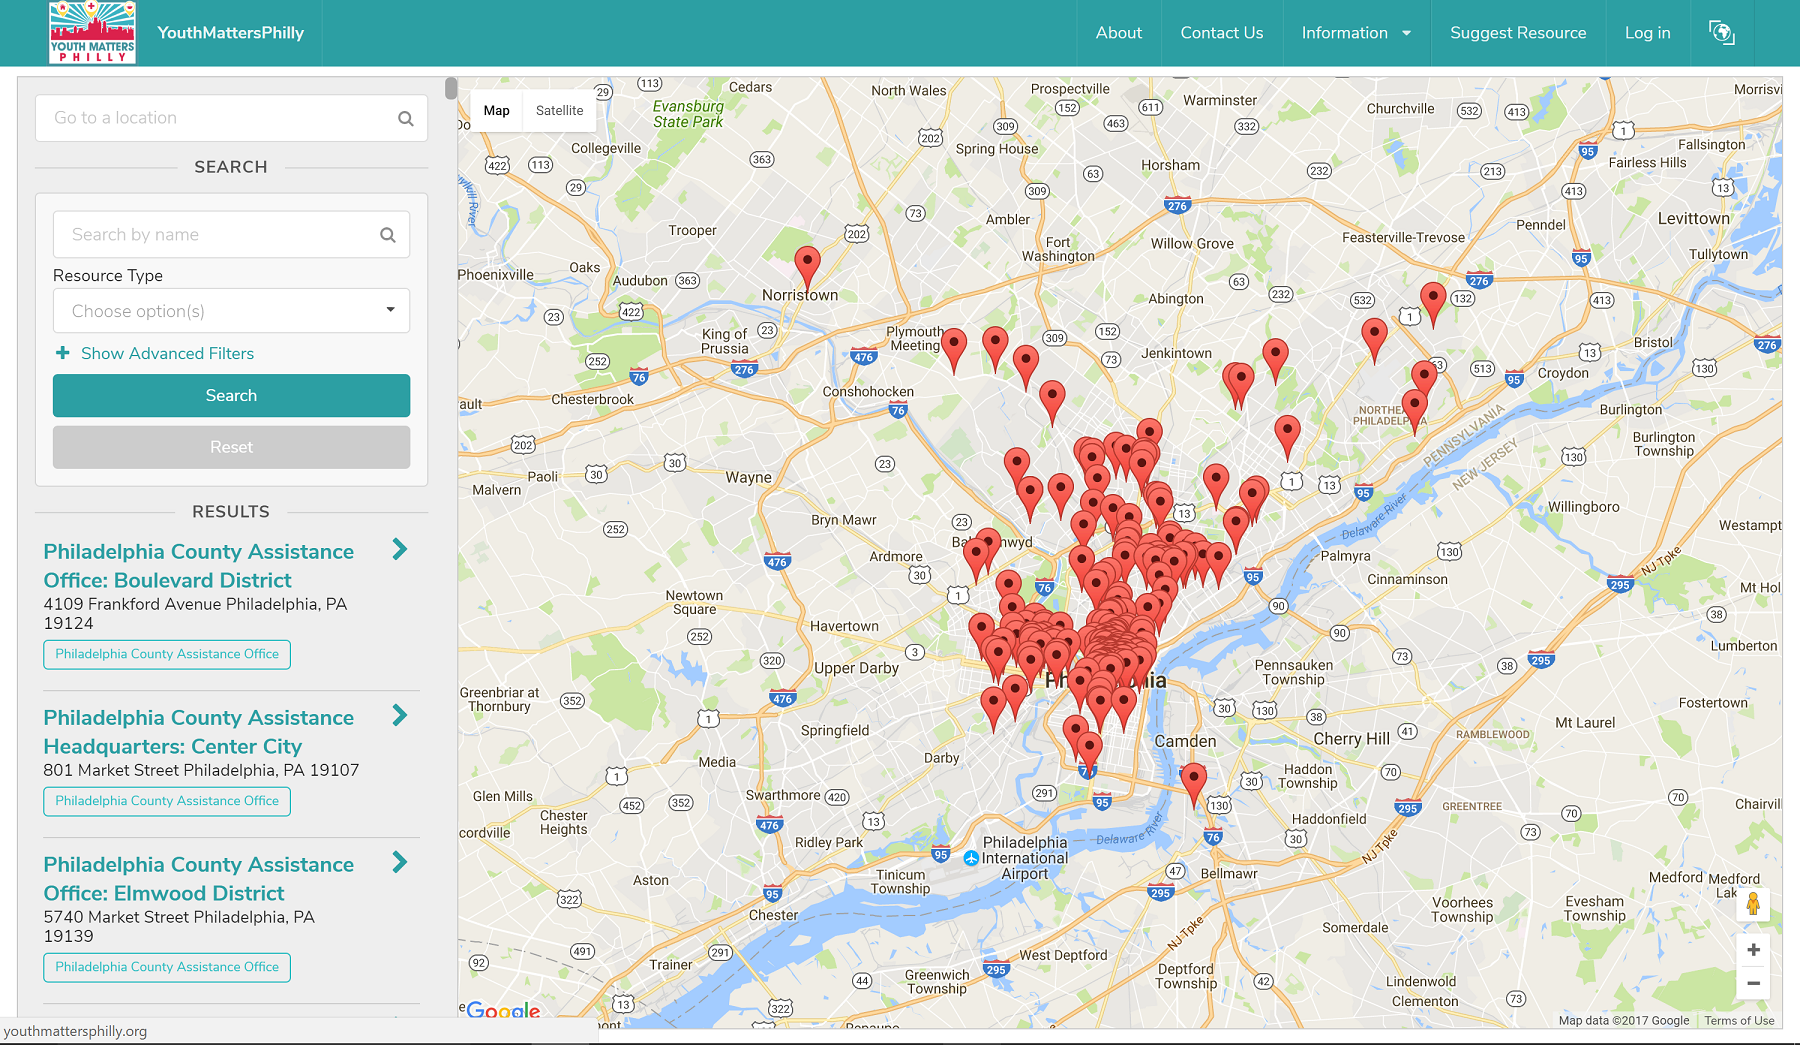 YOUTH MATTERS
PHILLY
YouthMattersPhilly
About
Contact Us
Information
Suggest Resource
Log in
Go to a location
SEARCH
Search by name
Resource Type
Choose option(s)
Show Advanced Filters
Search
Reset
RESULTS
Philadelphia County Assistance
Office: Boulevard District
4109 Frankford Avenue Philadelphia, PA
19124
Philadelphia County Assistance Office
Philadelphia County Assistance
Headquarters: Center City
801 Market Street Philadelphia, PA 19107
Philadelphia County Assistance Office
Philadelphia County Assistance
Office: Elmwood District
5740 Market Street Philadelphia, PA
19139
Philadelphia County Assistance Office
youthmattersphilly.org
Map
Satellite
Cedars
North Wales
Prospectville
Warminster
Churchville
Evansburg
State Park
Collegeville
Spring House
Horsham
Fallsington
Fairless Hills
Trooper
Ambler
Fort
Washington
Willow Grove
Feasterville-Trevose
Penndel
Levittown
Tullytown
Phoenixville
Oaks
Audubon
Norristown
Abington
King of
Prussia
Plymouth
Meeting
Jenkintown
Bristol
Croydon
Conshohocken
Chesterbrook
Burlington
PENNSYLVANIA
NEW JERSEY
Burlington
Township
Paoli
Malvern
Wayne
Bryn Mawr
Willingboro
Westampt
Delaware River
Ardmore
Palmyra
Cinnaminson
NJ Tpke
Mt Hol
Newtown
Square
Havertown
Upper Darby
Lumberton
Pennsauken
Township
Greenbriar at
Thornbury
Springfield
Fostertown
Mt Laurel
RAMBLEWOOD
Camden
Cherry Hill
Media
Darby
Haddon
Township
Glen Mills
Swarthmore
GREENTREE
Chester
Heights
Haddonfield
Ridley Park
Delaware River
NJ Tpke
Philadelphia
International
Airport
Tinicum
Township
Aston
Bellmawr
Medford
Medford
Chester
Voorhees
Township
Evesham
Township
Somerdale
NJ Tpke
West Deptford
Trainer
Greenwich
Township
Deptford
Township
Lindenwold
Clementon
Google
Map data ©2017 Google
Terms of Use